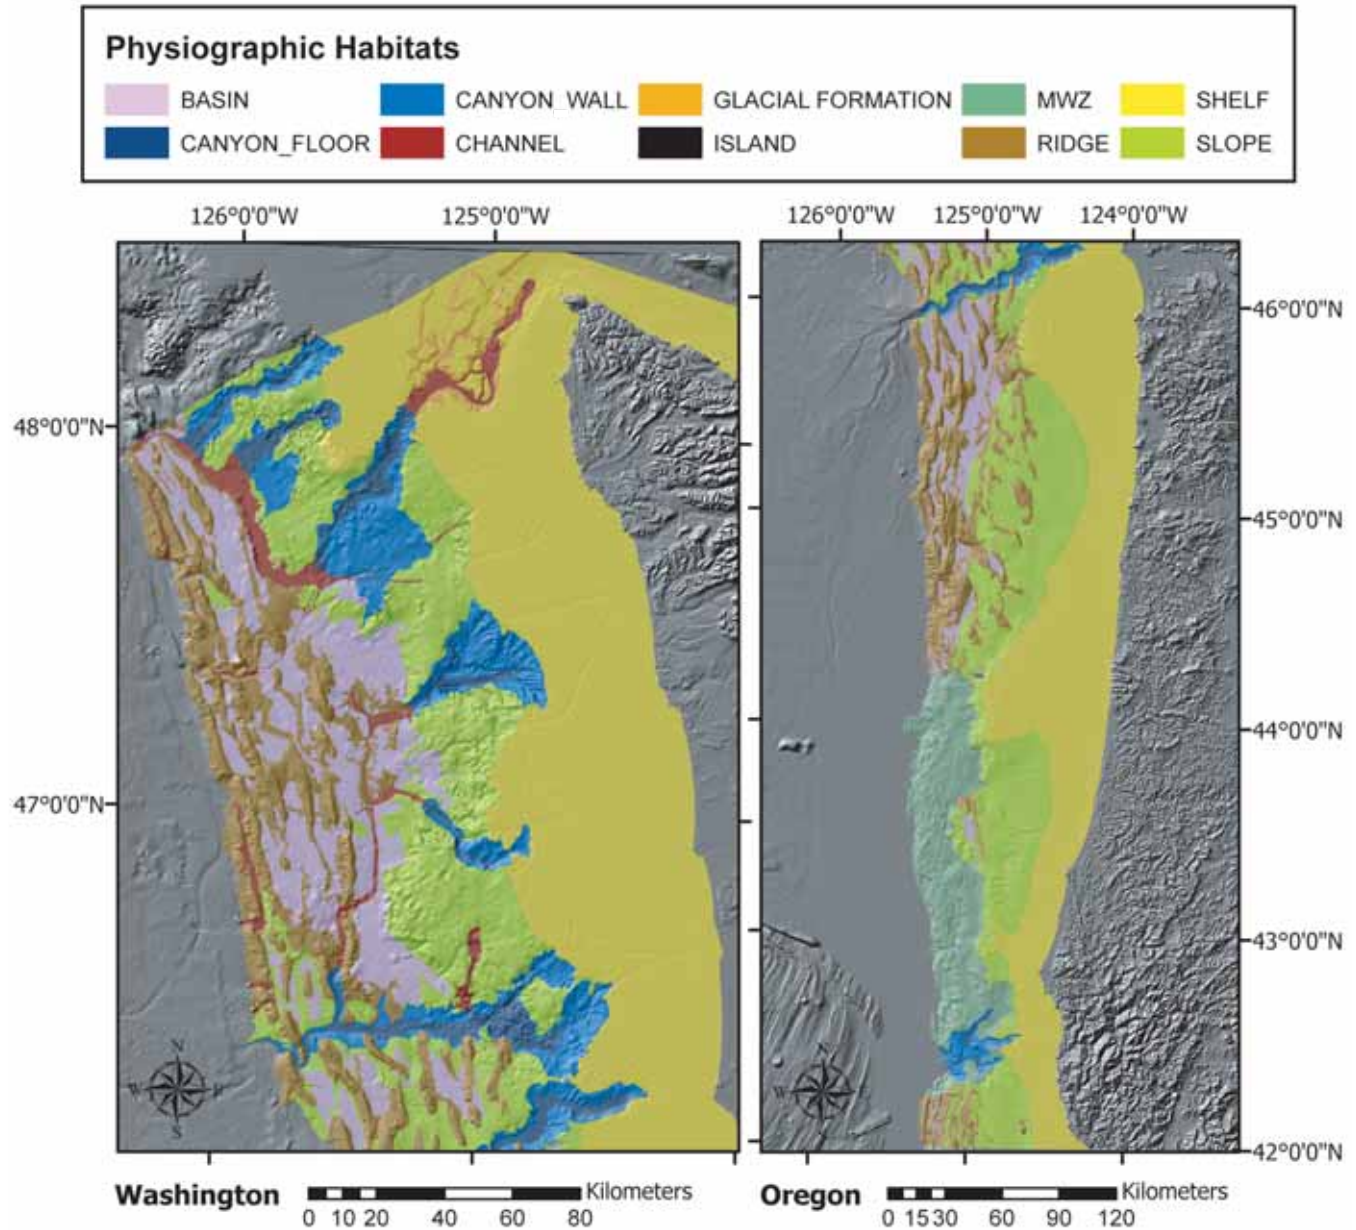 Physiographic Habitats
BASIN CANYON_WALL GLACIAL FORMATION MWZ SHELF
CANYON_FLOOR CHANNEL ISLAND RIDGE SLOPE
126°0'0"W 125°0'0"W 126°0'0"W 125°0'0"W 124°0'0"W
46°0'0"N
48°0'0"N
45°0'0"N
44°0'0"N
47°0'0"N
43°0'0"N
N N
W E W E
S S
42°0'0"N
Washington Kilometers Oregon Kilometers
0 10 20 40 60 80 0 15 30 60 90 120